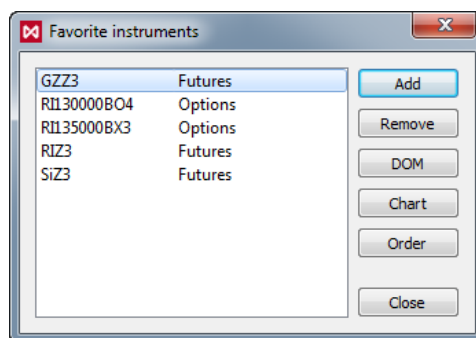 Favorite instruments
GZZ3 Futures
RI130000BO4 Options
RI135000BX3 Options
RIZ3 Futures
SiZ3 Futures
Add
Remove
DOM
Chart
Order
Close